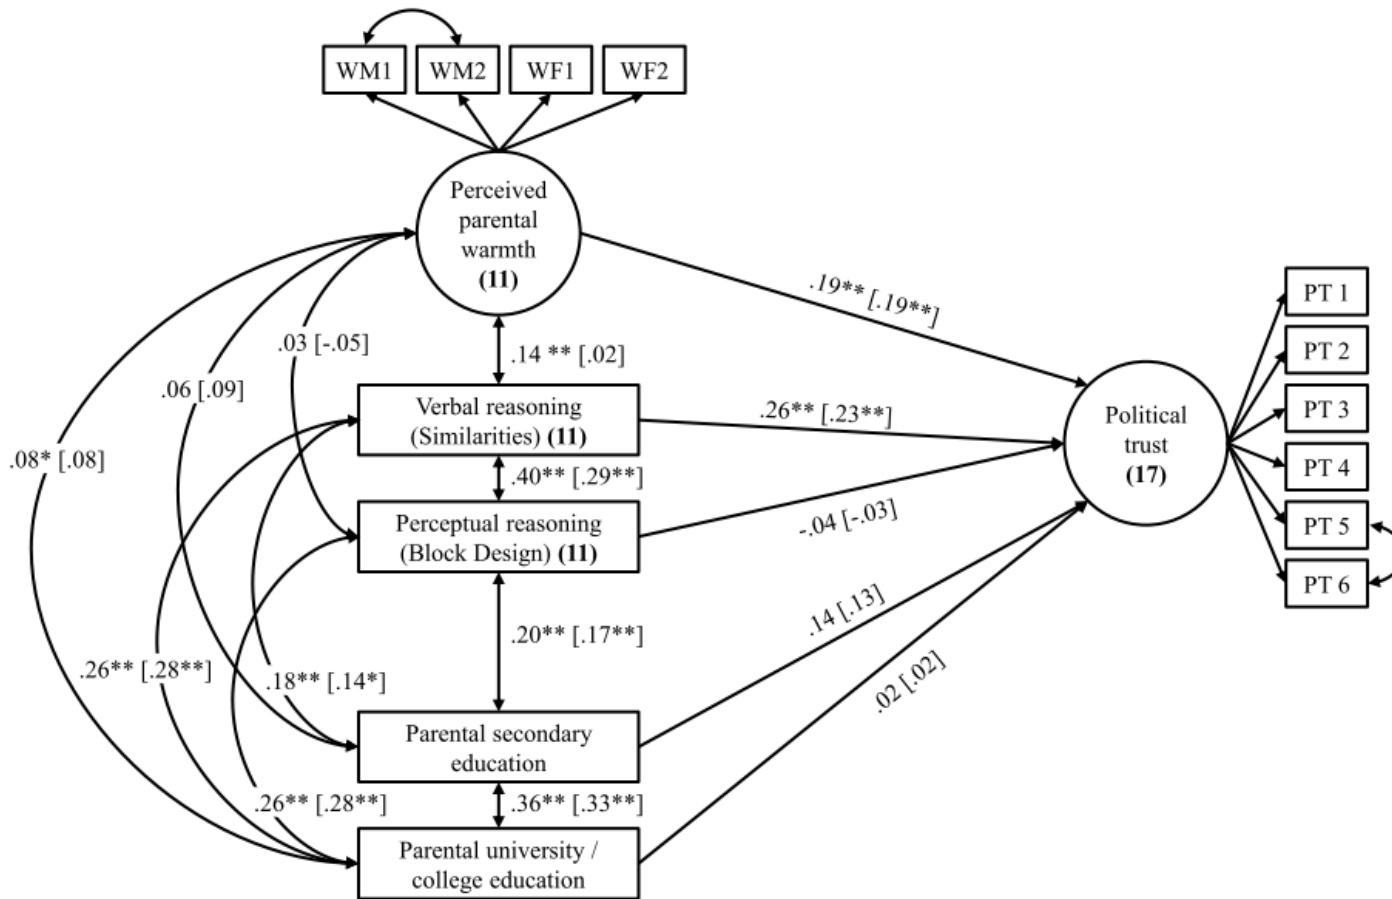 WM1
WM2
WF1
WF2
Perceived
parental
warmth
(11)
.19** [.19**]
.03 [-.05]
.14 ** [.02]
.06 [.09]
Verbal reasoning
(Similarities) (11)
.26** [.23**]
.08* [.08]
.40** [.29**]
Perceptual reasoning
(Block Design) (11)
-.04 [-.03]
Political
trust
(17)
PT 1
PT 2
PT 3
PT 4
PT 5
PT 6
.20** [.17**]
.14 [.13]
.26** [.28**]
.18** [.14*]
.02 [.02]
Parental secondary
education
.26** [.28**]
.36** [.33**]
Parental university /
college education